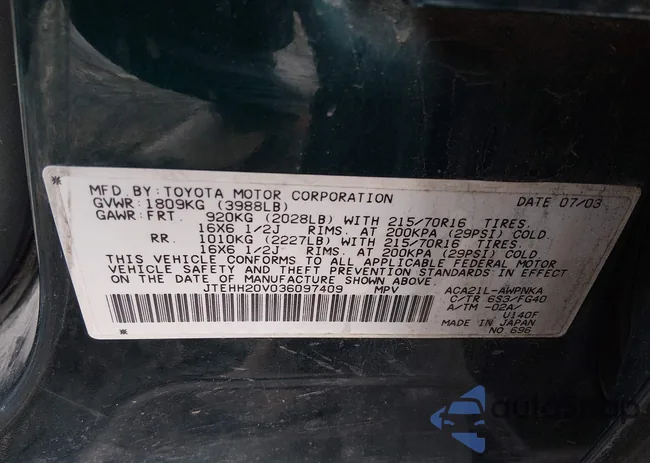 MFD BY:TOYOTA MOTOR CORPORATION DATE 07/03
GVWR:1809KG (3988LB)
GAWR:FRT. 920KG (2028LB) WITH 215/70R16 TIRES.
16X6 1/2J RIMS. AT 200KPA (29PSI) COLD.
RR. 1010KG (2227LB) WITH 215/70R16 TIRES.
16X6 1/2J RIMS. AT 200KPA (29PSI) COLD.
THIS VEHICLE CONFORMS TO ALL APPLICABLE FEDERAL MOTOR
VEHICLE SAFETY AND THEFT PREVENTION STANDARDS IN EFFECT
ON THE DATE OF MANUFACTURE SHOWN ABOVE.
JTEHH20V036097409 MPV ACA21L-AWPNKA
C/TR 6S3/FG40
A/TM -02A/
U140F
MADE IN JAPAN
NO 696
autosnap